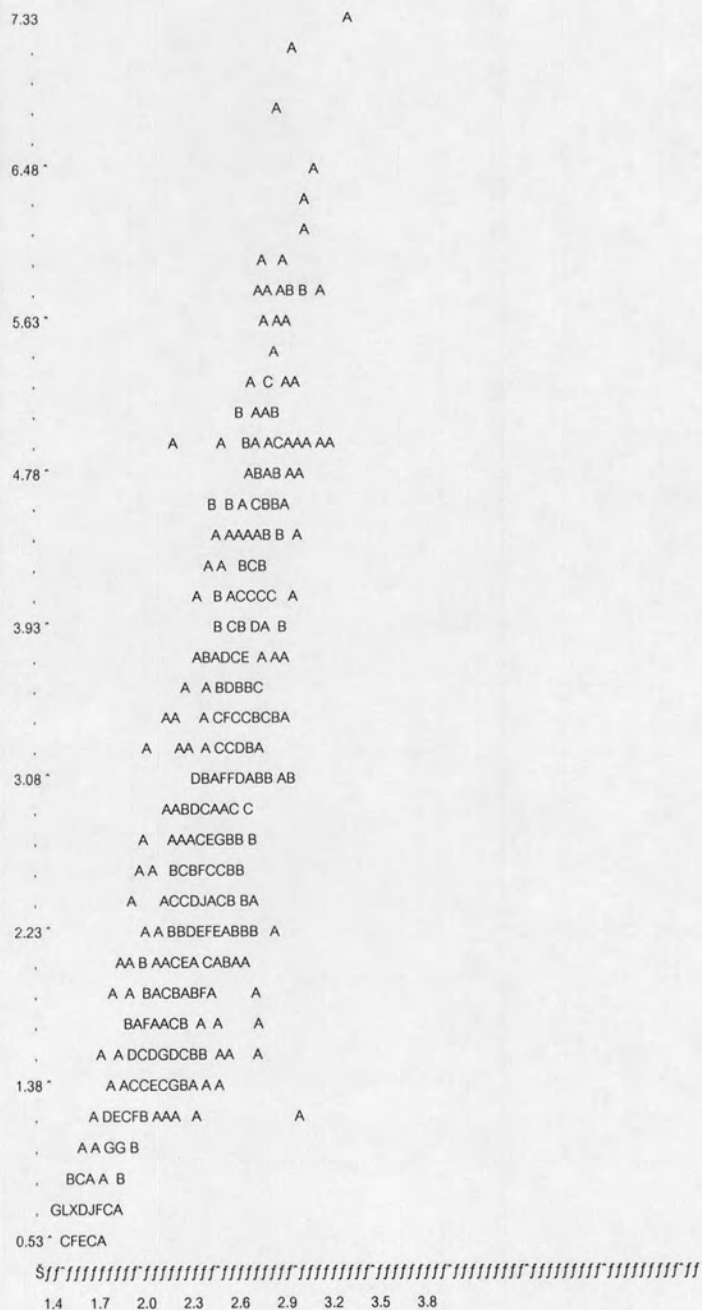 7.33 A
. A
.
. A
.
6.48 ˆ A
. A
. A
. A A
. AA AB B A
5.63 ˆ A AA
. A
. A C AA
. B AAB
. A A BA ACAAA AA
4.78 ˆ ABAB AA
. B B A CBBA
. A AAAAB B A
. A A BCB
. A B ACCCC A
3.93 ˆ B CB DA B
. ABADCE A AA
. A A BDBBC
. AA A CFCCBCBA
. A AA A CCDBA
3.08 ˆ DBAFFDABB AB
. AABDCAAC C
. A AAACEGBB B
. A A BCBFCCBB
. A ACCDJACB BA
2.23 ˆ A A BBDEFEABBB A
. AA B AACEA CABAA
. A A BACBABFA A
. BAFAACB A A A
. A A DCDGDCBB AA A
1.38 ˆ A ACCECGBA A A
. A DECFB AAA A A
. A A GG B
. BCA A B
. GLXDJFCA
0.53 ˆ CFECA
Šƒƒˆƒƒƒƒƒƒƒƒƒˆƒƒƒƒƒƒƒƒƒˆƒƒƒƒƒƒƒƒƒˆƒƒƒƒƒƒƒƒƒˆƒƒƒƒƒƒƒƒƒˆƒƒƒƒƒƒƒƒƒˆƒƒƒƒƒƒƒƒƒˆƒƒƒƒƒƒƒƒƒˆƒƒ
1.4 1.7 2.0 2.3 2.6 2.9 3.2 3.5 3.8